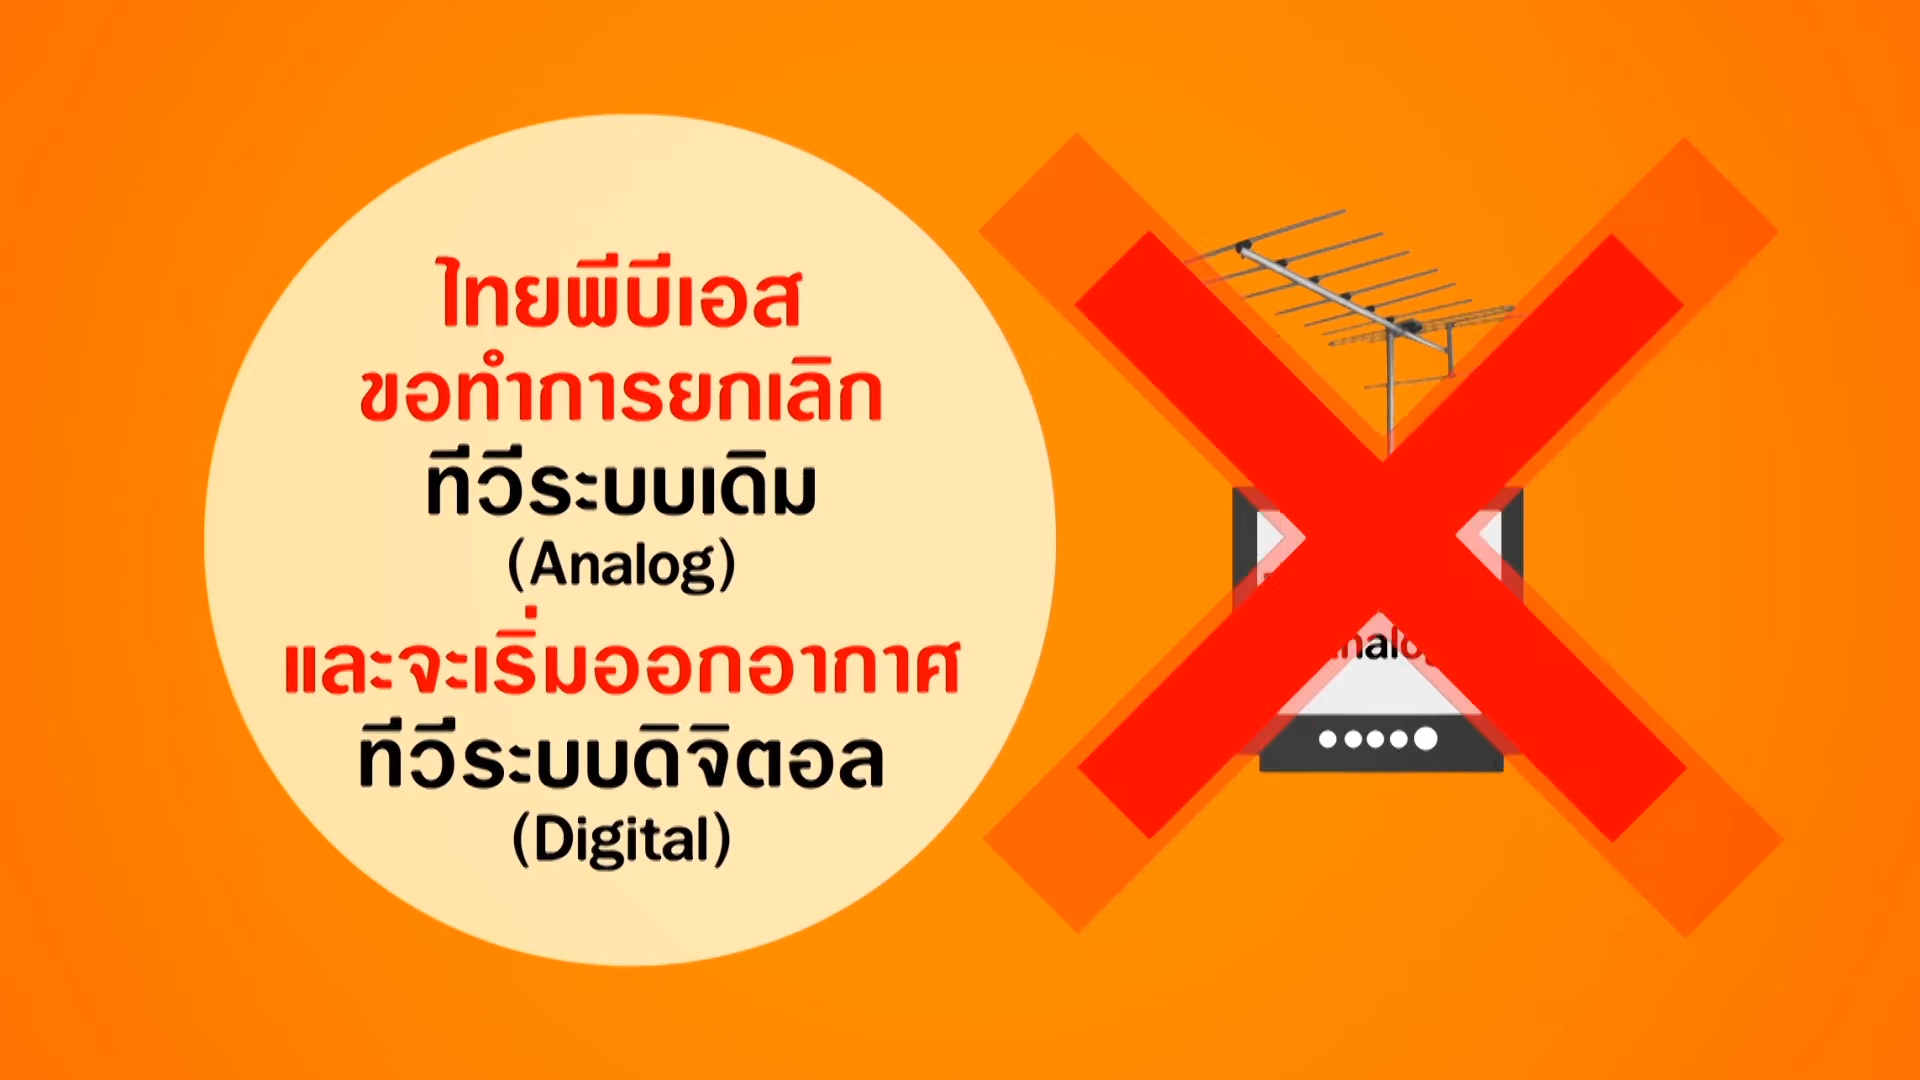 ไทยพีบีเอส
ขอทำการยกเลิก
ทีวีระบบเดิม
(Analog)
และจะเริ่มออกอากาศ
ทีวีระบบดิจิตอล
(Digital)